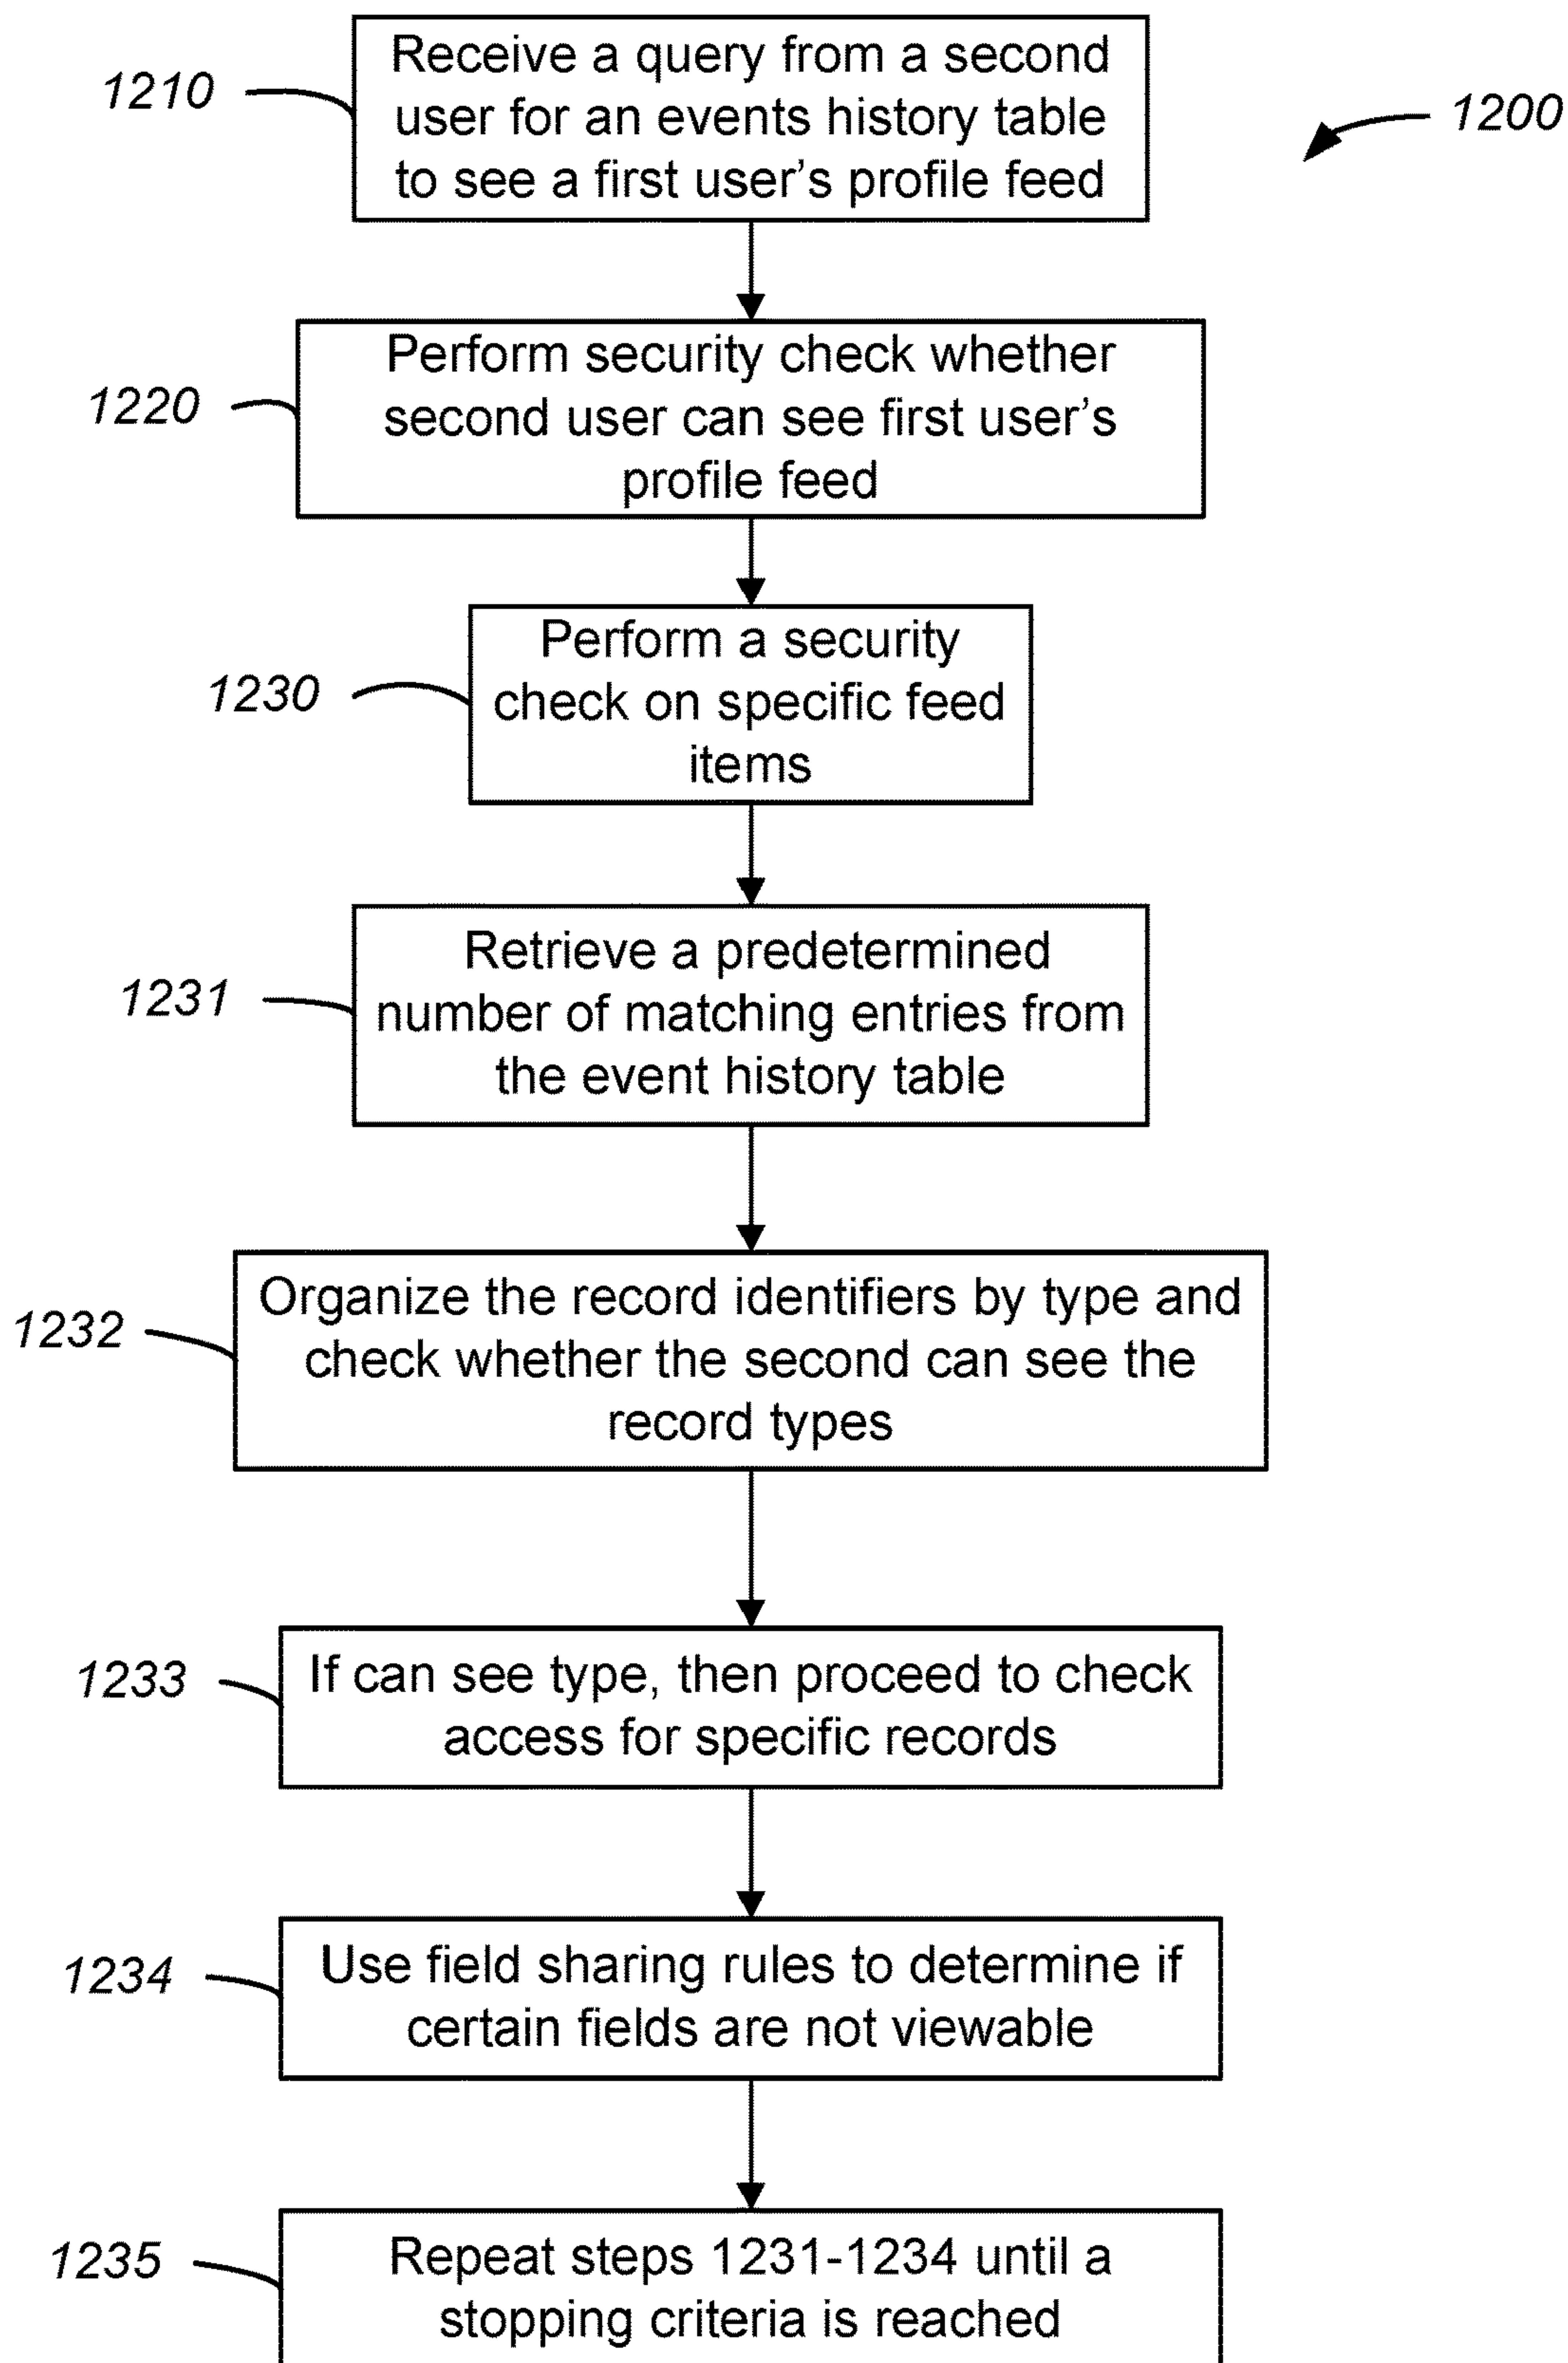 1210
Receive a query from a second
user for an events history table
to see a first user's profile feed
1200
1220
Perform security check whether
second user can see first user's
profile feed
1230
Perform a security
check on specific feed
items
1231
Retrieve a predetermined
number of matching entries from
the event history table
1232
Organize the record identifiers by type and
check whether the second can see the
record types
1233
If can see type, then proceed to check
access for specific records
1234
Use field sharing rules to determine if
certain fields are not viewable
1235
Repeat steps 1231-1234 until a
stopping criteria is reached